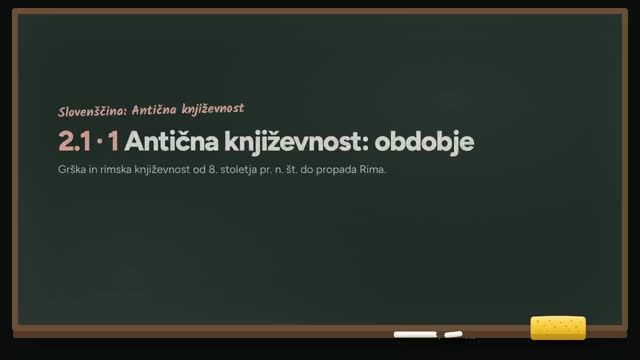 Slovenščina: Antična književnost
2.1 · 1 Antična književnost: obdobje
Grška in rimska književnost od 8. stoletja pr. n. št. do propada Rima.